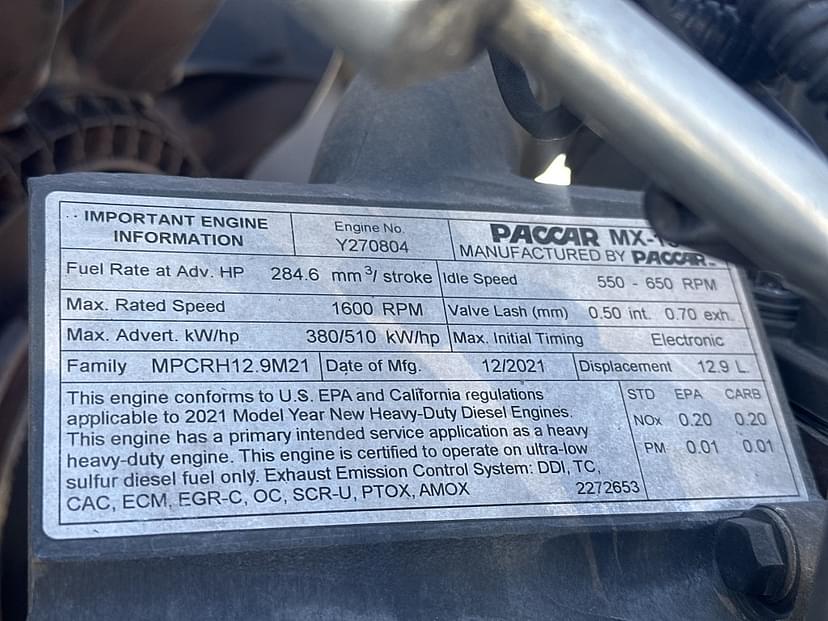 IMPORTANT ENGINE INFORMATION
Engine No. Y270804
PACCAR
MANUFACTURED BY PACCAR
Fuel Rate at Adv. HP 284.6 mm3/ stroke Idle Speed 550 - 650 RPM
Max. Rated Speed 1600 RPM Valve Lash (mm) 0.50 int. 0.70 exh.
Max. Advert. kW/hp 380/510 kW/hp Max. Initial Timing Electronic
Family MPCRH12.9M21 Date of Mfg. 12/2021 Displacement 12.9 L
This engine conforms to U.S. EPA and California regulations
applicable to 2021 Model Year New Heavy-Duty Diesel Engines.
This engine has a primary intended service application as a heavy
heavy-duty engine. This engine is certified to operate on ultra-low
sulfur diesel fuel only. Exhaust Emission Control System: DDI, TC,
CAC, ECM, EGR-C, OC, SCR-U, PTOX, AMOX 2272653
STD EPA CARB
NOx 0.20 0.20
PM 0.01 0.01